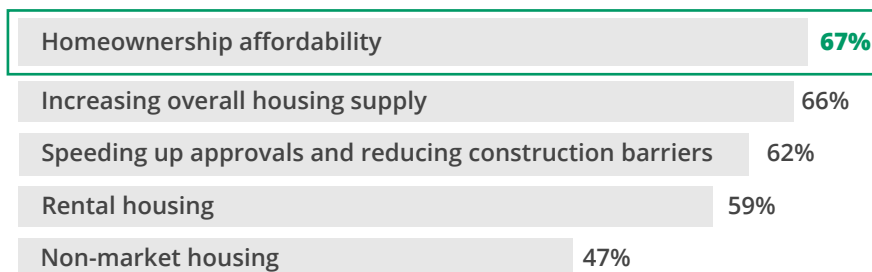 Homeownership affordability 67%
Increasing overall housing supply 66%
Speeding up approvals and reducing construction barriers 62%
Rental housing 59%
Non-market housing 47%